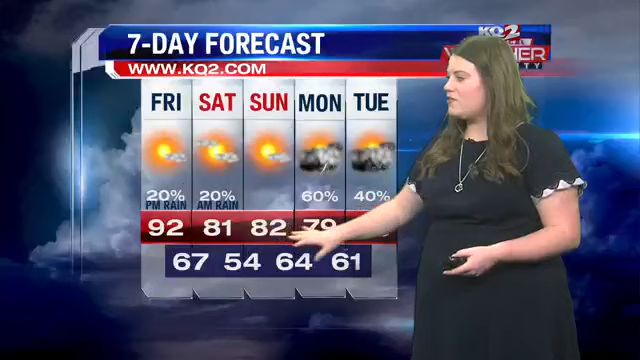 KQ2
7-DAY FORECAST
WWW.KQ2.COM
FRI SAT SUN MON TUE
20% 20% 60% 40%
PM RAIN AM RAIN
92 81 82 79
67 54 64 61